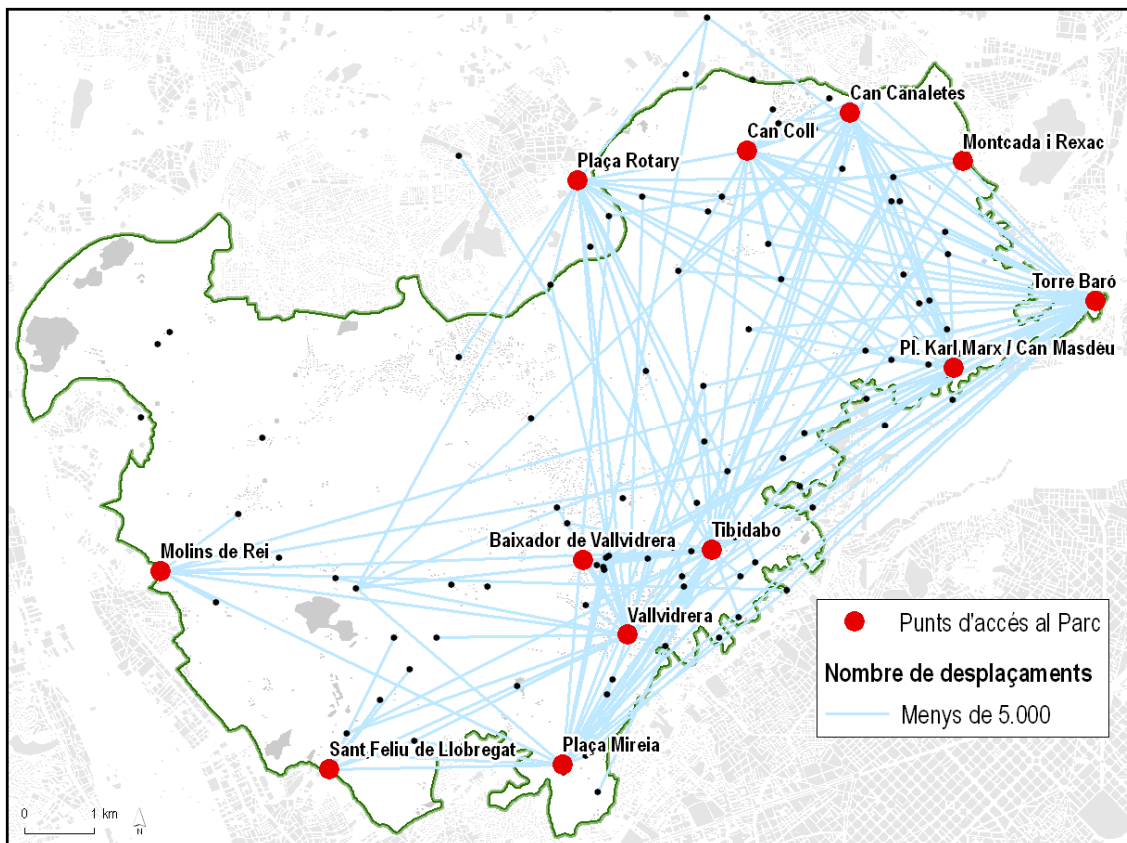 Can Canaletes
Can Coll
Montcada i Rexac
Plaça Rotary
Torre Baró
Pl. Karl Marx / Can Masdeu
Tibidabo
Baixador de Vallvidrera
Molins de Rei
Vallvidrera
Sant Feliu de Llobregat
Plaça Mireia
Punts d'accés al Parc
Nombre de desplaçaments
Menys de 5.000
0 1 km
N